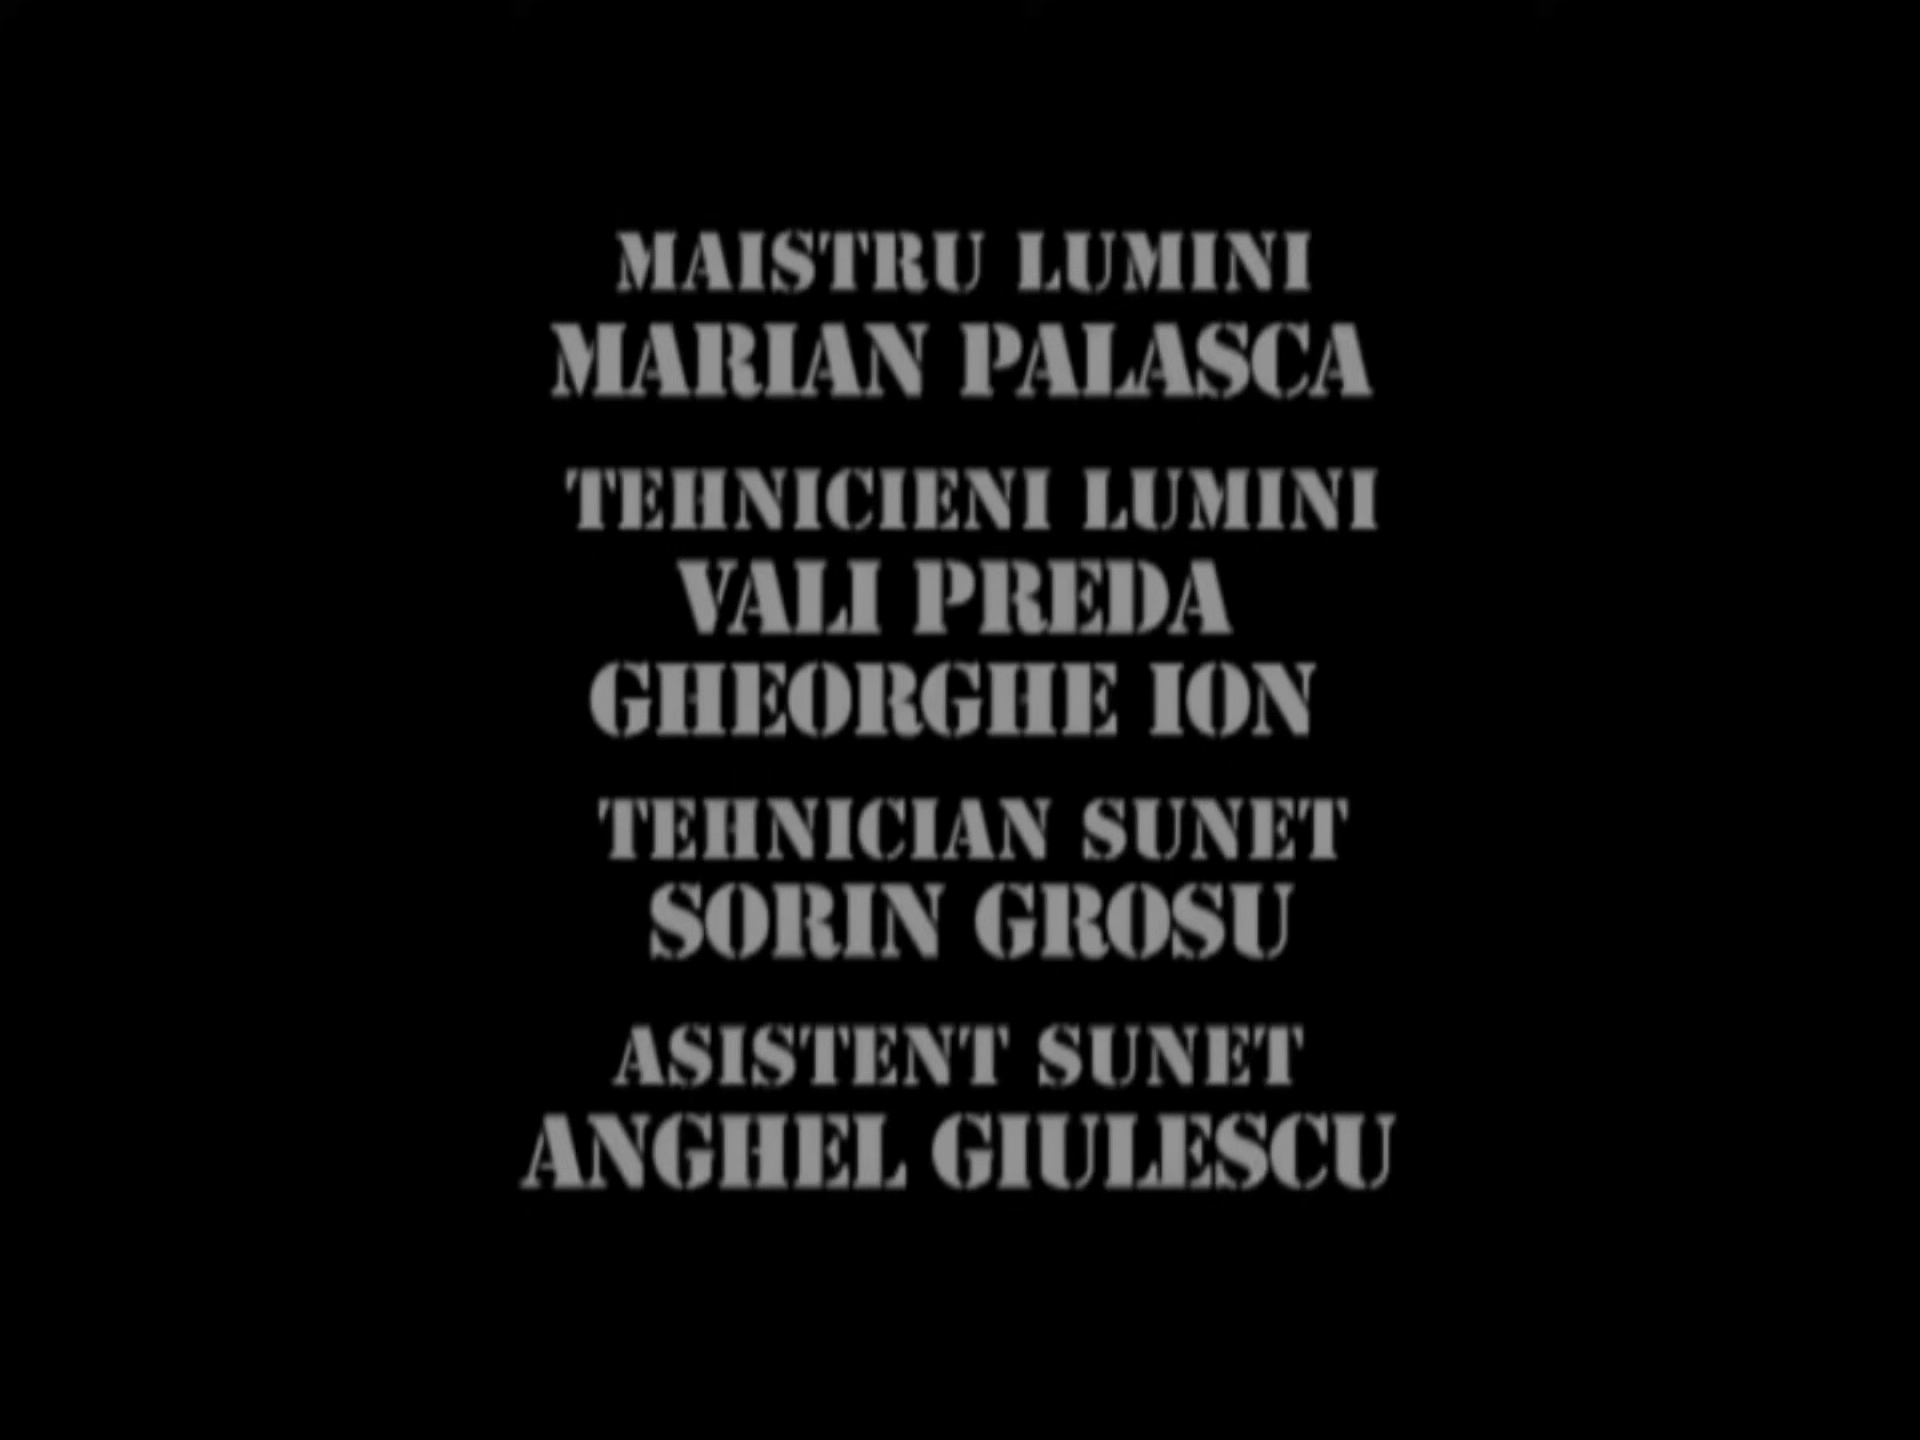 MAISTRU LUMINI
MARIAN PALASCA
TEHNICIENI LUMINI
VALI PREDA
GHEORGHE ION
TEHNICIAN SUNET
SORIN GROSU
ASISTENT SUNET
ANGHEL GIULESCU